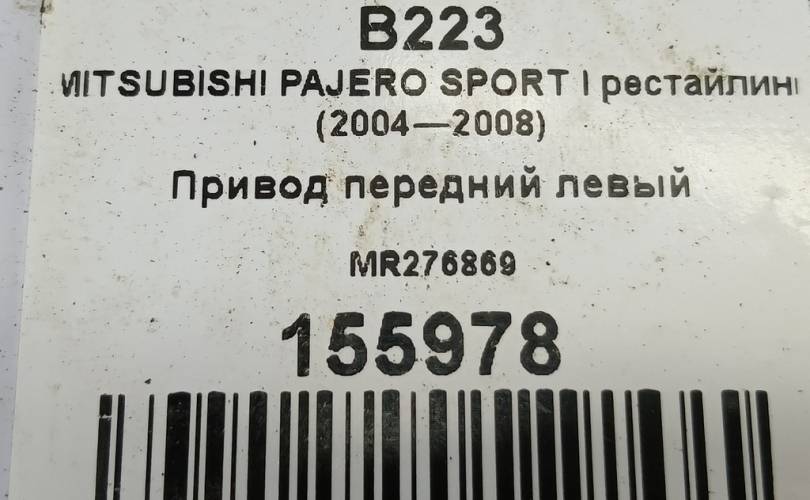 B223
MITSUBISHI PAJERO SPORT I рестайлинг
(2004—2008)
Привод передний левый
MR276869
155978